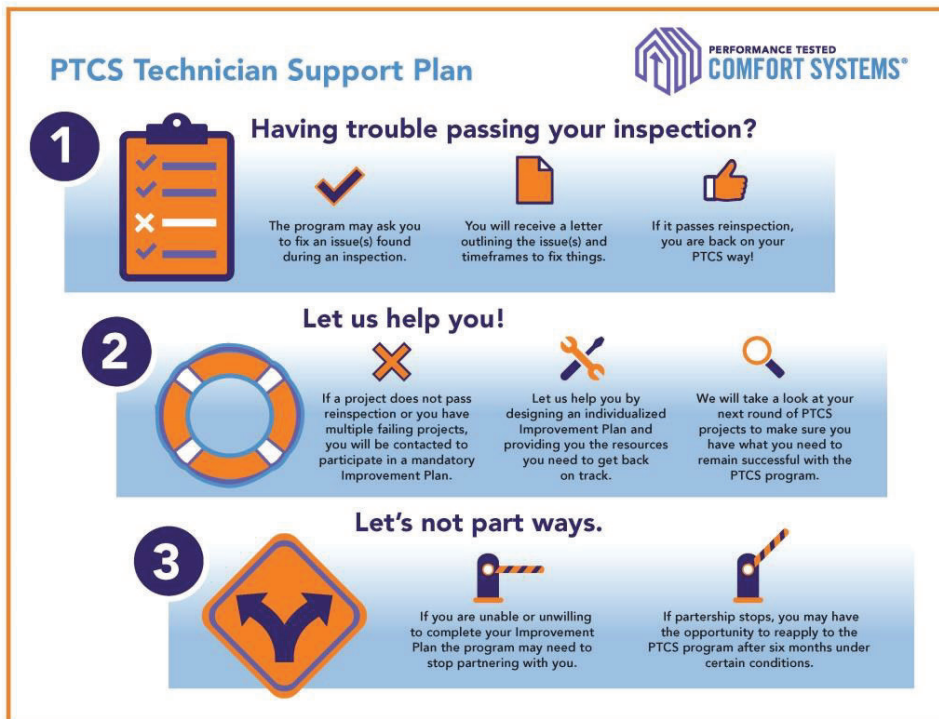 PTCS Technician Support Plan
PERFORMANCE TESTED
COMFORT SYSTEMS®
1
Having trouble passing your inspection?
The program may ask you
to fix an issue(s) found
during an inspection.
You will receive a letter
outlining the issue(s) and
timeframes to fix things.
If it passes reinspection,
you are back on your
PTCS way!
2
Let us help you!
If a project does not pass
reinspection or you have
multiple failing projects,
you will be contacted to
participate in a mandatory
Improvement Plan.
Let us help you by
designing an individualized
Improvement Plan and
providing you the resources
you need to get back
on track.
We will take a look at your
next round of PTCS
projects to make sure you
have what you need to
remain successful with the
PTCS program.
3
Let's not part ways.
If you are unable or unwilling
to complete your Improvement
Plan the program may need to
stop partnering with you.
If partership stops, you may have
the opportunity to reapply to the
PTCS program after six months under
certain conditions.